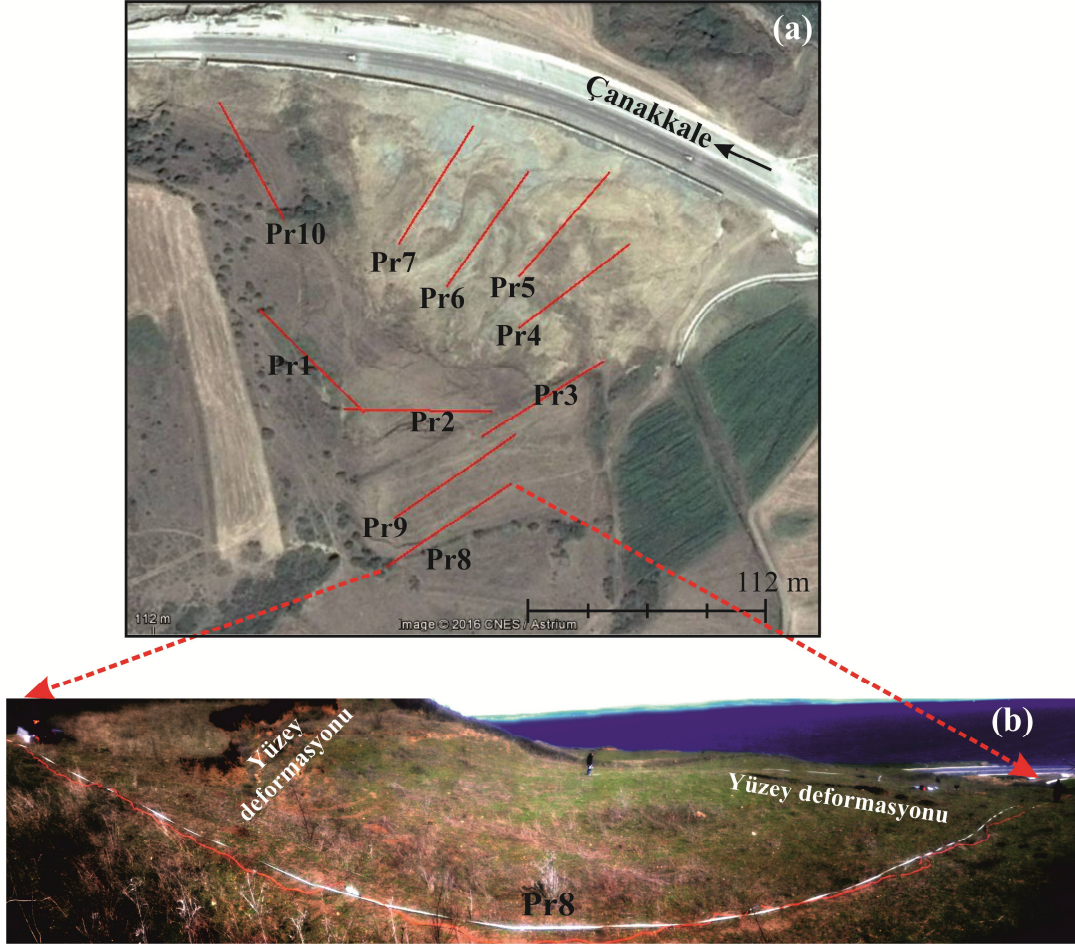 (a)
Çanakkale
Pr10
Pr7
Pr6
Pr5
Pr4
Pr1
Pr3
Pr2
Pr9
Pr8
112 m
112 m
Image © 2016 CNES / Astrium
(b)
Yüzey
deformasyonu
Yüzey deformasyonu
Pr8